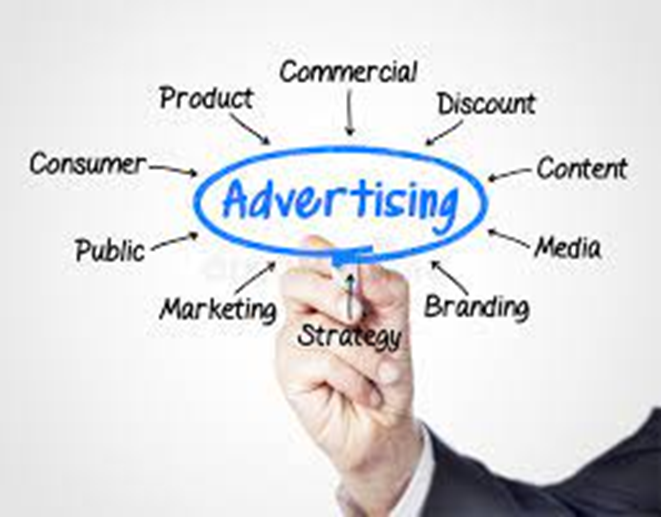 Commercial
Product
Discount
Consumer
Content
Advertising
Public
Media
Marketing
Branding
Strategy